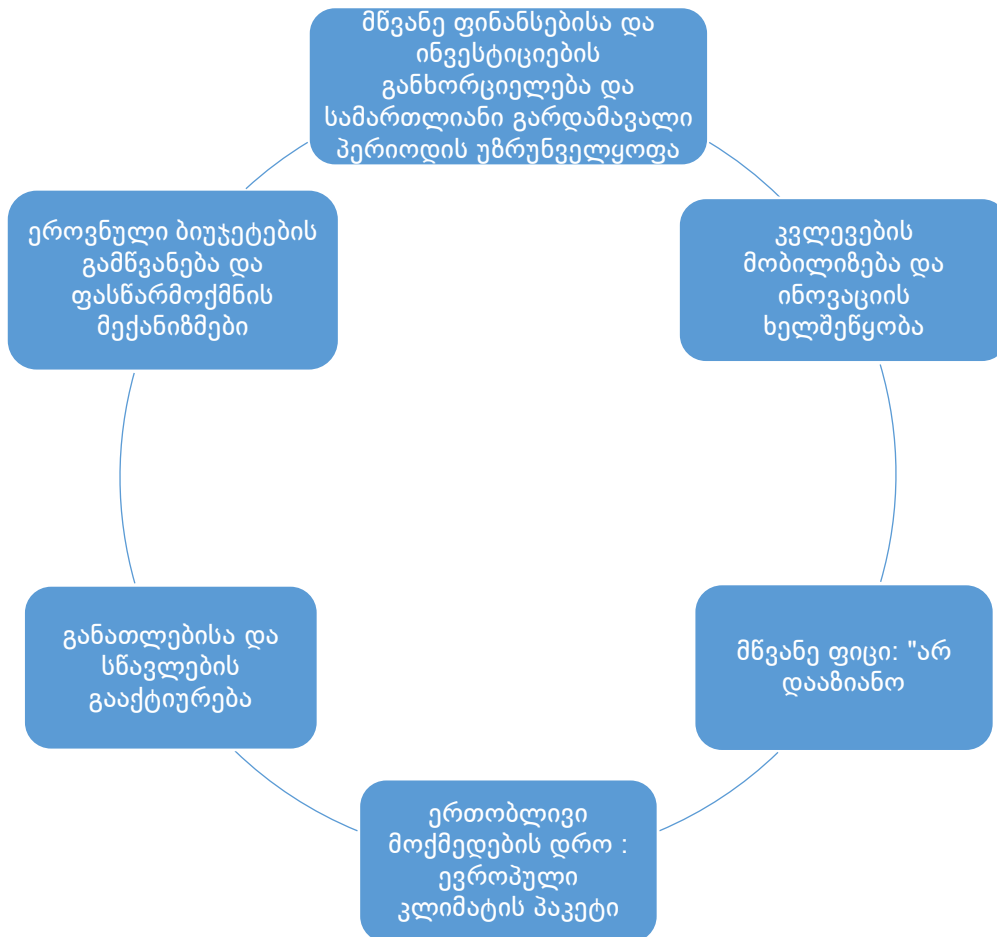 მწვანე ფინანსებისა და
ინვესტიციების
განხორციელება და
სამართლიანი გარდამავალი
პერიოდის უზრუნველყოფა
კვლევების
მობილიზება და
ინოვაციის
ხელშეწყობა
მწვანე ფიცი: "არ
დააზიანო
ერთობლივი
მოქმედების დრო :
ევროპული
კლიმატის პაკეტი
განათლებისა და
სწავლების
გააქტიურება
ეროვნული ბიუჯეტების
გამწვანება და
ფასწარმოქმნის
მექანიზმები